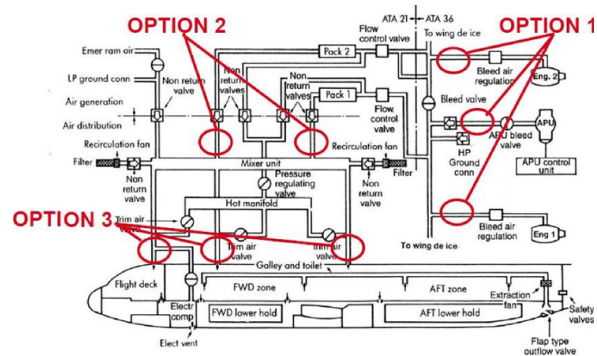 OPTION 2
OPTION 1
ATA 21
ATA 36
Emer ram air
LP ground conn
Air generation
Air distribution
Non
return
valve
Non
return
valves
Non
return
valves
Pack 2
Pack 1
Flow
control
valve
Flow
control
valve
To wing de ice
Bleed air
regulation
Eng. 2
Bleed valve
APU
APU bleed
valve
HP
Ground
conn
APU control
unit
Recirculation fan
Filter
Non
return
valve
Mixer unit
Recirculation fan
Filter
Non
return
valve
Pressure
regulating
valve
Hot manifold
OPTION 3
Trim air
Trim air
valve
Trim air
valve
To wing de ice
Bleed air
regulation
Eng 1
Galley and toilet
Flight deck
FWD zone
AFT zone
Extraction
fan
Safety
valves
Electr
comp
FWD lower hold
AFT lower hold
Elect vent
Flap type
outflow valve